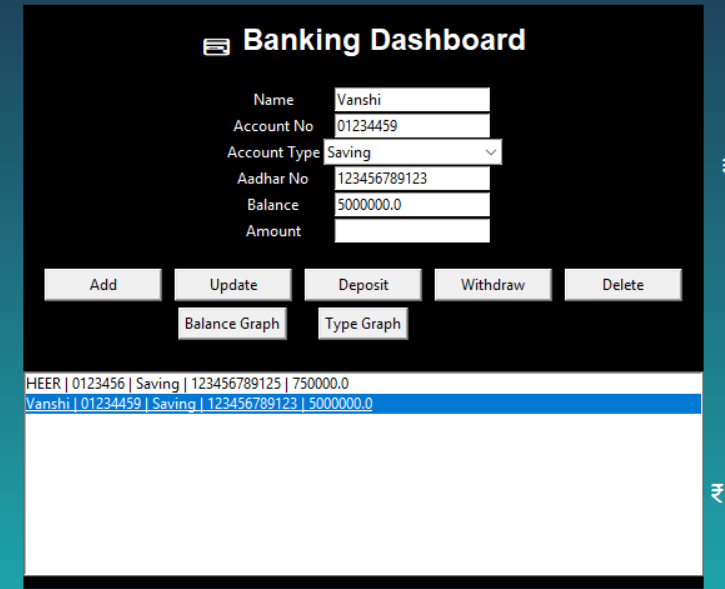 Banking Dashboard
Name Vanshi
Account No 01234459
Account Type Saving
Aadhar No 123456789123
Balance 5000000.0
Amount
Add Update Deposit Withdraw Delete
Balance Graph Type Graph
HEER | 0123456 | Saving | 123456789125 | 750000.0
Vanshi | 01234459 | Saving | 123456789123 | 5000000.0
₹